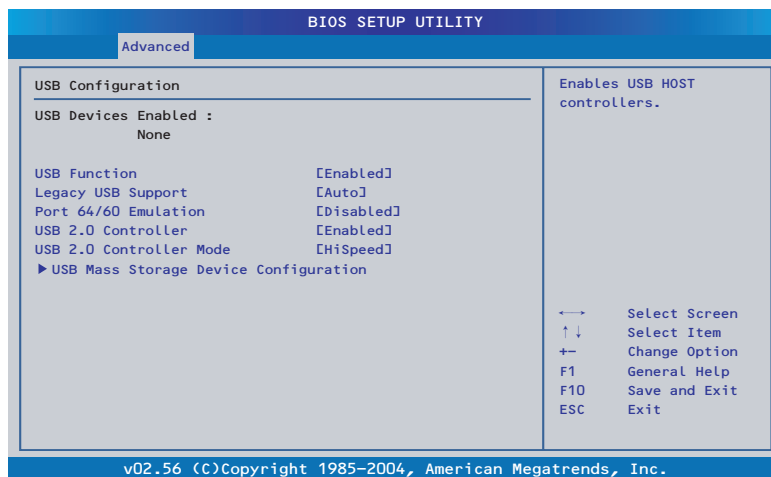 BIOS SETUP UTILITY
Advanced
USB Configuration
USB Devices Enabled :
None
USB Function [Enabled]
Legacy USB Support [Auto]
Port 64/60 Emulation [Disabled]
USB 2.0 Controller [Enabled]
USB 2.0 Controller Mode [HiSpeed]
▶USB Mass Storage Device Configuration
Enables USB HOST
controllers.
←→ Select Screen
↑↓ Select Item
+- Change Option
F1 General Help
F10 Save and Exit
ESC Exit
v02.56 (C)Copyright 1985-2004, American Megatrends, Inc.